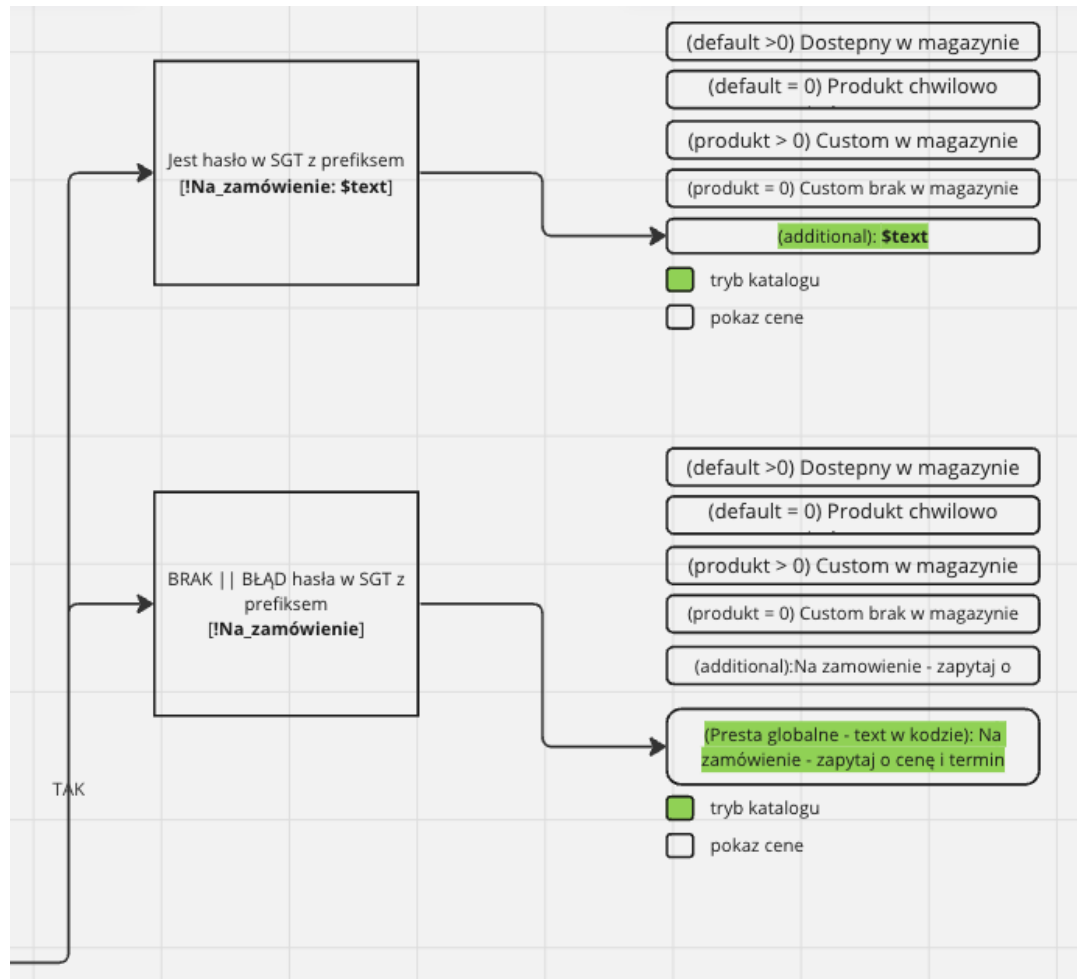 (default >0) Dostepny w magazynie
(default = 0) Produkt chwilowo
(produkt > 0) Custom w magazynie
(produkt = 0) Custom brak w magazynie
(additional): $text
tryb katalogu
pokaz cene
Jest hasło w SGT z prefiksem
[!Na_zamówienie: $text]
(default >0) Dostepny w magazynie
(default = 0) Produkt chwilowo
(produkt > 0) Custom w magazynie
(produkt = 0) Custom brak w magazynie
(additional):Na zamowienie - zapytaj o
(Presta globalne - text w kodzie): Na
zamówienie - zapytaj o cenę i termin
tryb katalogu
pokaz cene
BRAK || BŁĄD hasła w SGT z
prefiksem
[!Na_zamówienie]
TAK